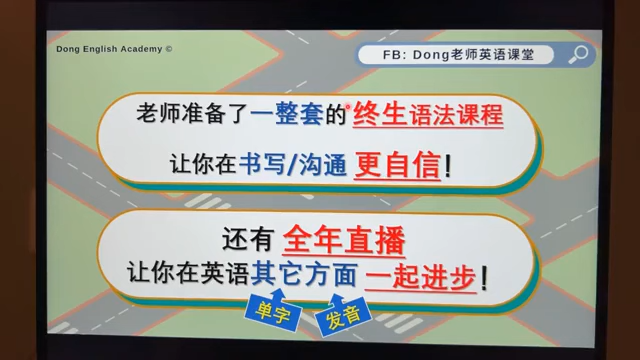 Dong English Academy ©
FB: Dong老师英语课堂
老师准备了一整套的终生语法课程
让你在书写/沟通 更自信!
还有 全年直播
让你在英语其它方面 一起进步!
单字
发音